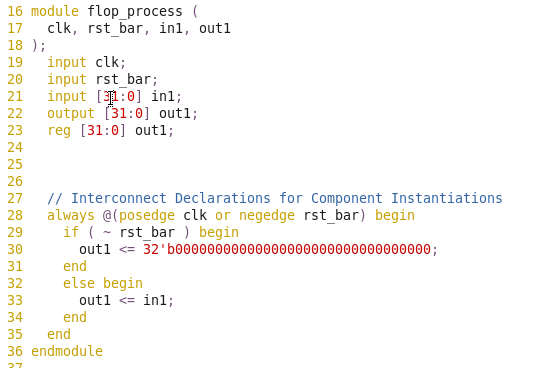 16 module flop_process (
17   clk, rst_bar, in1, out1
18 );
19   input clk;
20   input rst_bar;
21   input [31:0] in1;
22   output [31:0] out1;
23   reg [31:0] out1;
24
25
26
27   // Interconnect Declarations for Component Instantiations
28   always @(posedge clk or negedge rst_bar) begin
29     if ( ~ rst_bar ) begin
30       out1 <= 32'b00000000000000000000000000000000;
31     end
32     else begin
33       out1 <= in1;
34     end
35   end
36 endmodule
37